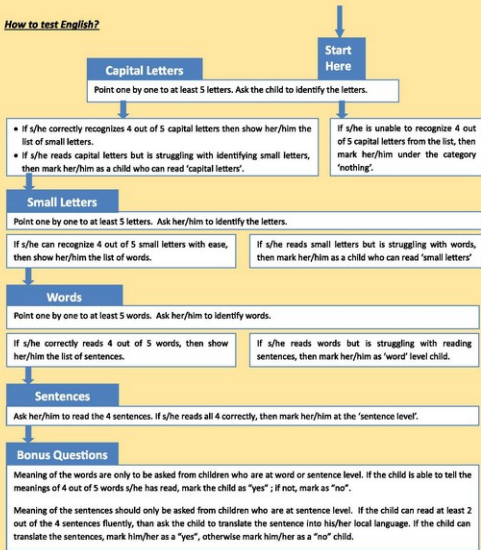 How to test English?
Start
Here
Capital Letters
Point one by one to at least 5 letters. Ask the child to identify the letters.
• If s/he correctly recognizes 4 out of 5 capital letters then show her/him the
list of small letters.
• If s/he reads capital letters but is struggling with identifying small letters,
then mark her/him as a child who can read 'capital letters'.
If s/he is unable to recognize 4 out
of 5 capital letters from the list, then
mark her/him under the category
'nothing'.
Small Letters
Point one by one to at least 5 letters. Ask her/him to identify the letters.
If s/he can recognize 4 out of 5 small letters with ease,
then show her/him the list of words.
If s/he reads small letters but is struggling with words,
then mark her/him as a child who can read 'small letters'
Words
Point one by one to at least 5 words. Ask her/him to identify words.
If s/he correctly reads 4 out of 5 words, then show
her/him the list of sentences.
If s/he reads words but is struggling with reading
sentences, then mark her/him as 'word' level child.
Sentences
Ask her/him to read the 4 sentences. If s/he reads all 4 correctly, then mark her/him at the 'sentence level'.
Bonus Questions
Meaning of the words are only to be asked from children who are at word or sentence level. If the child is able to tell the
meanings of 4 out of 5 words s/he has read, mark the child as "yes" ; if not, mark as "no".
Meaning of the sentences should only be asked from children who are at sentence level. If the child can read at least 2
out of the 4 sentences fluently, than ask the child to translate the sentence into his/her local language. If the child can
translate the sentences, mark him/her as a "yes", otherwise mark him/her as a "no" child.